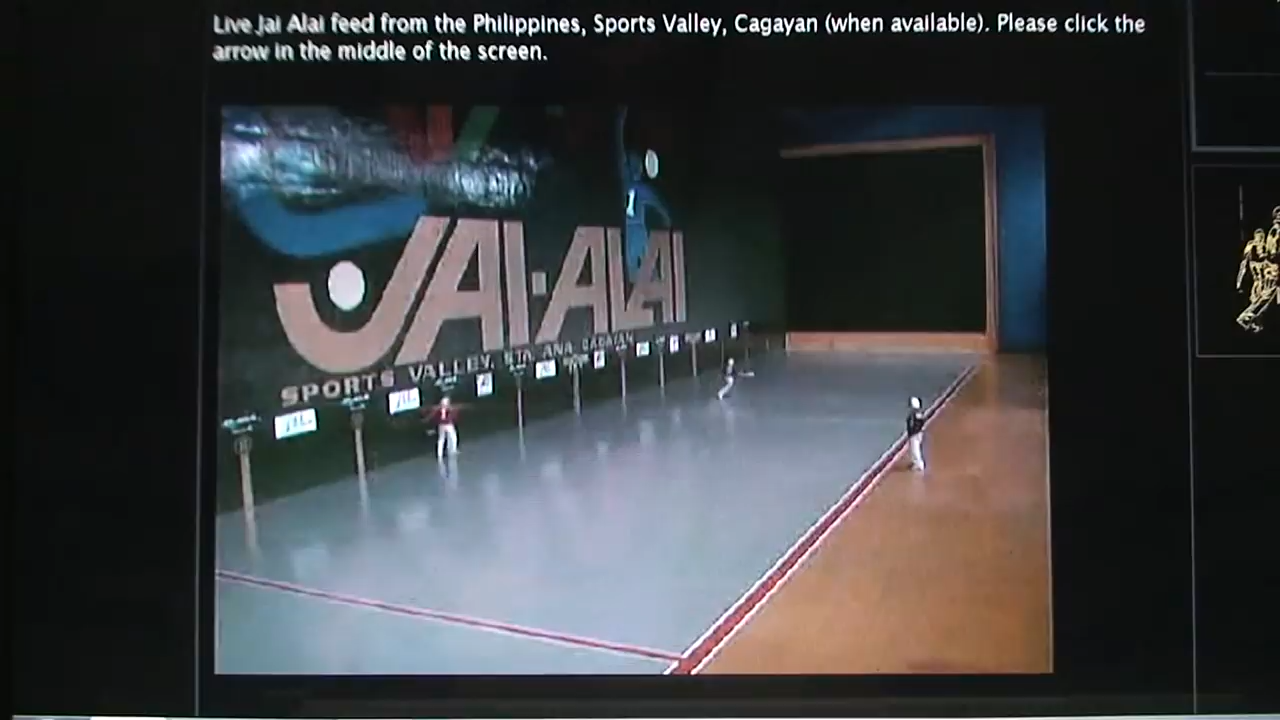 Live Jai Alai feed from the Philippines, Sports Valley, Cagayan (when available). Please click the
arrow in the middle of the screen.
JAI·ALAI
SPORTS VALLEY, STA. ANA, CAGAYAN